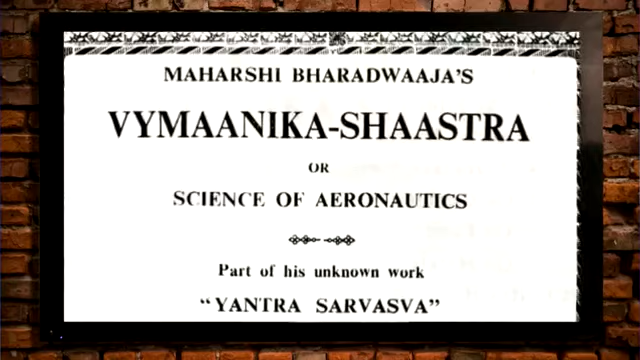 MAHARSHI BHARADWAAJA'S
VYMAANIKA-SHAASTRA
OR
SCIENCE OF AERONAUTICS
Part of his unknown work
"YANTRA SARVASVA"